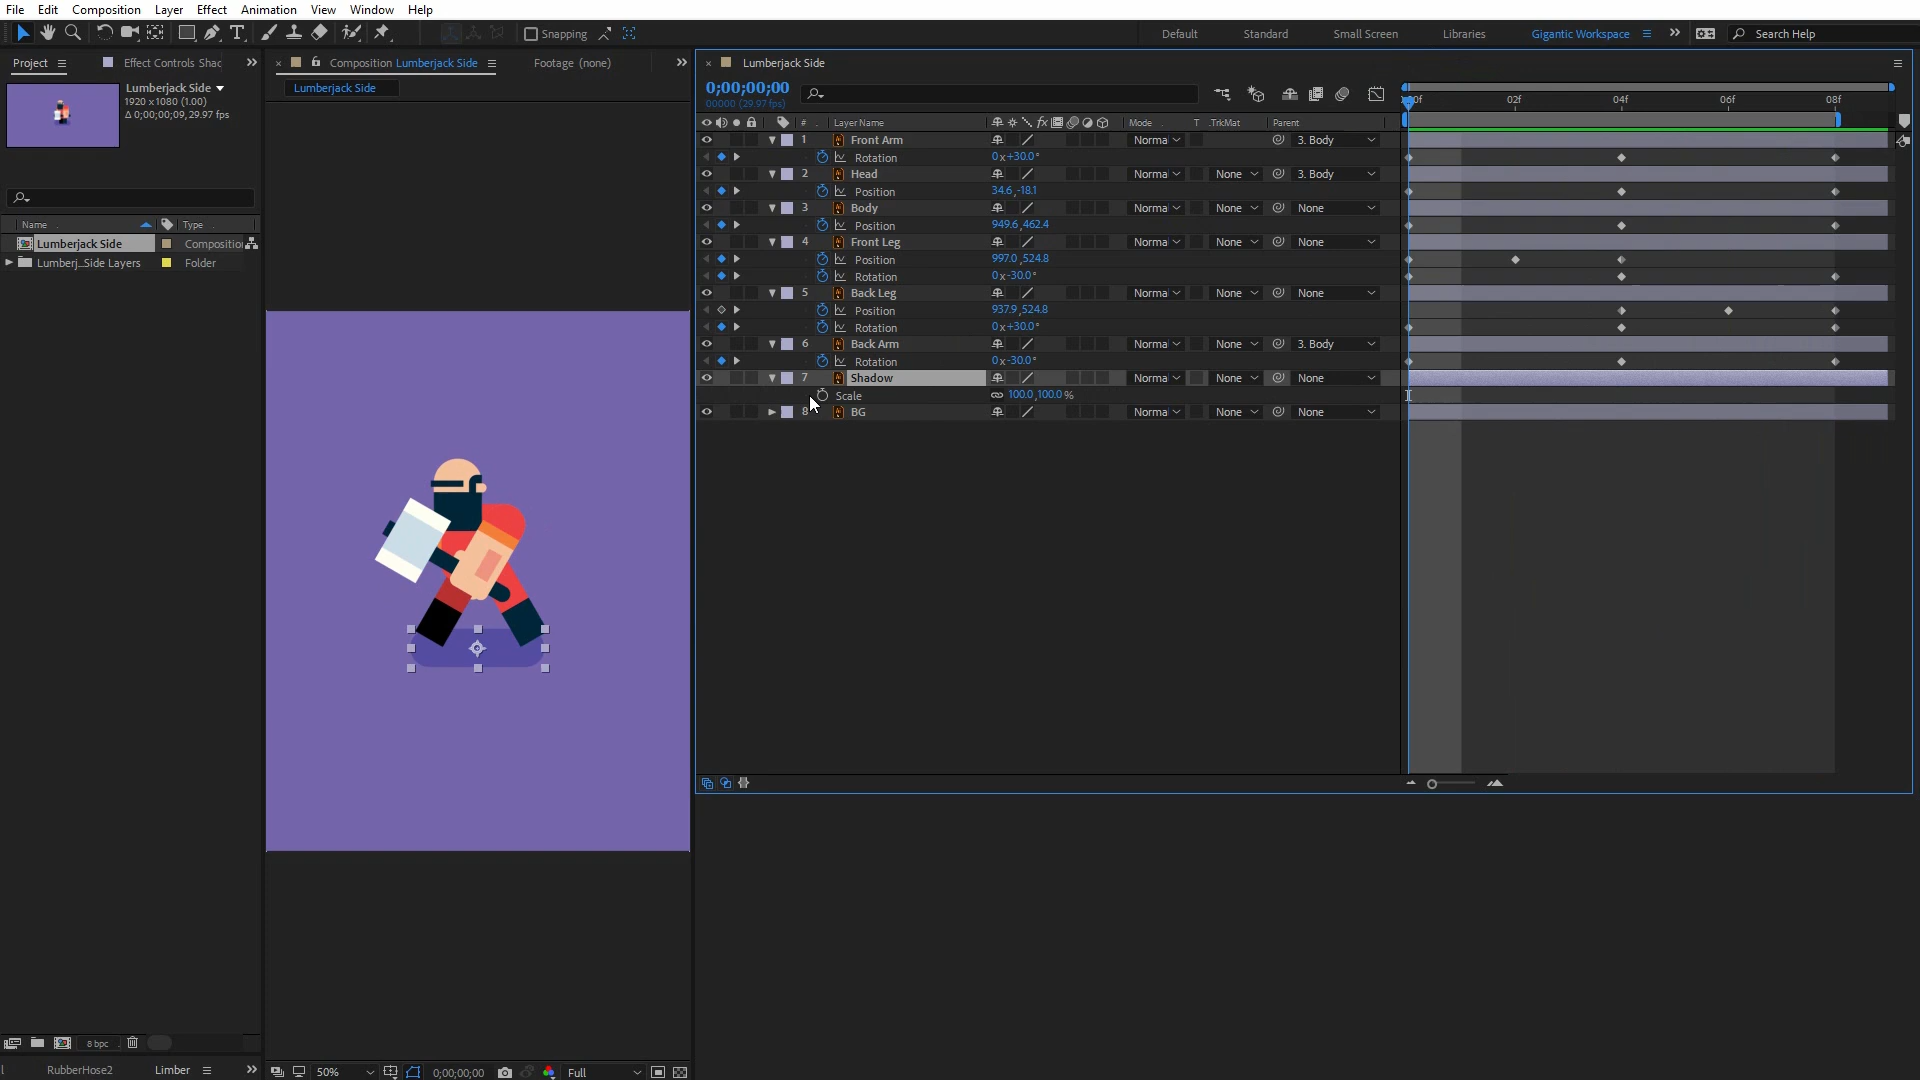 File Edit Composition Layer Effect Animation View Window Help
Snapping Default Standard Small Screen Libraries Gigantic Workspace Search Help
Project Effect Controls Shac
Lumberjack Side
1920 x 1080 (1.00)
Δ 0;00;00;09, 29.97 fps
Name Type
Lumberjack Side Compositio
Lumberj...Side Layers Folder
8 bpc
RubberHose2 Limber
Composition Lumberjack Side Footage (none)
Lumberjack Side
50% 0;00;00;00 Full
Lumberjack Side
0;00;00;00
00000 (29.97 fps)
# Layer Name fx Mode T .TrkMat Parent
02f 04f 06f 08f
1 Front Arm Norma 3. Body
Rotation 0x+30.0°
2 Head Norma None 3. Body
Position 34.6,-18.1
3 Body Norma None None
Position 949.6,462.4
4 Front Leg Norma None None
Position 997.0,524.8
Rotation 0x-30.0°
5 Back Leg Norma None None
Position 937.9,524.8
Rotation 0x+30.0°
6 Back Arm Norma None 3. Body
Rotation 0x-30.0°
7 Shadow Norma None None
Scale 100.0,100.0%
8 BG Norma None None